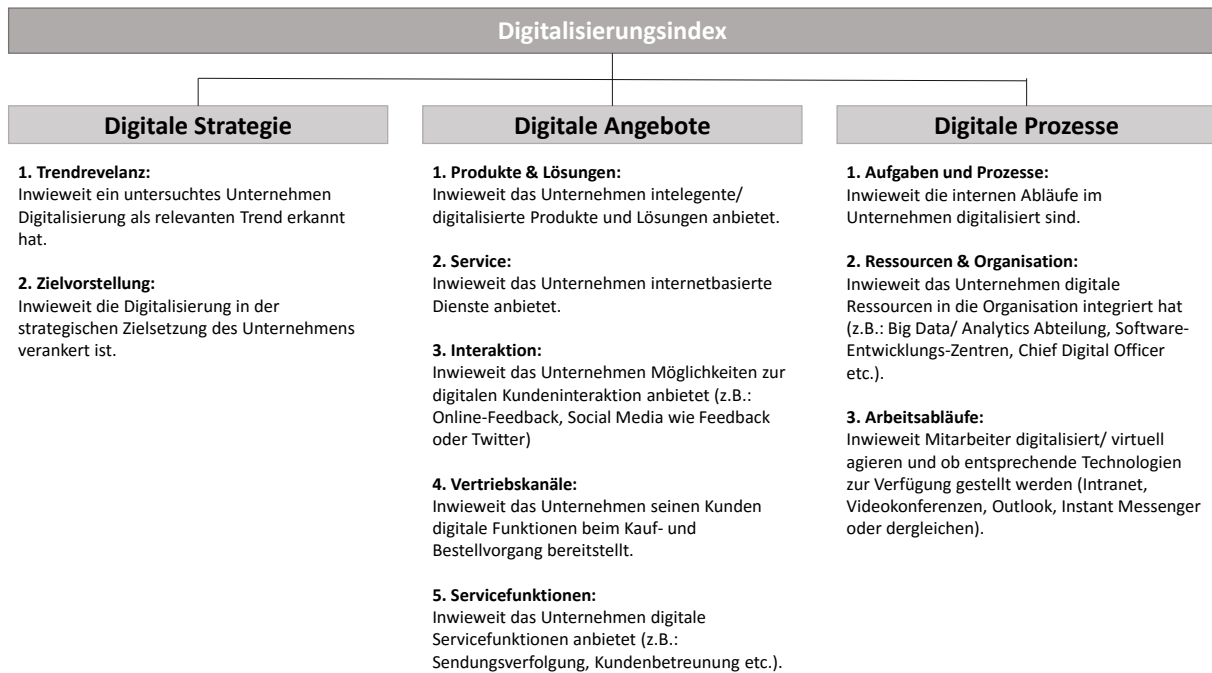 Digitalisierungsindex
Digitale Strategie
1. Trendrevelanz:
Inwieweit ein untersuchtes Unternehmen
Digitalisierung als relevanten Trend erkannt
hat.
2. Zielvorstellung:
Inwieweit die Digitalisierung in der
strategischen Zielsetzung des Unternehmens
verankert ist.
Digitale Angebote
1. Produkte & Lösungen:
Inwieweit das Unternehmen intelegente/
digitalisierte Produkte und Lösungen anbietet.
2. Service:
Inwieweit das Unternehmen internetbasierte
Dienste anbietet.
3. Interaktion:
Inwieweit das Unternehmen Möglichkeiten zur
digitalen Kundeninteraktion anbietet (z.B.:
Online-Feedback, Social Media wie Feedback
oder Twitter)
4. Vertriebskanäle:
Inwieweit das Unternehmen seinen Kunden
digitale Funktionen beim Kauf- und
Bestellvorgang bereitstellt.
5. Servicefunktionen:
Inwieweit das Unternehmen digitale
Servicefunktionen anbietet (z.B.:
Sendungsverfolgung, Kundenbetreunung etc.).
Digitale Prozesse
1. Aufgaben und Prozesse:
Inwieweit die internen Abläufe im
Unternehmen digitalisiert sind.
2. Ressourcen & Organisation:
Inwieweit das Unternehmen digitale
Ressourcen in die Organisation integriert hat
(z.B.: Big Data/ Analytics Abteilung, Software-
Entwicklungs-Zentren, Chief Digital Officer
etc.).
3. Arbeitsabläufe:
Inwieweit Mitarbeiter digitalisiert/ virtuell
agieren und ob entsprechende Technologien
zur Verfügung gestellt werden (Intranet,
Videokonferenzen, Outlook, Instant Messenger
oder dergleichen).